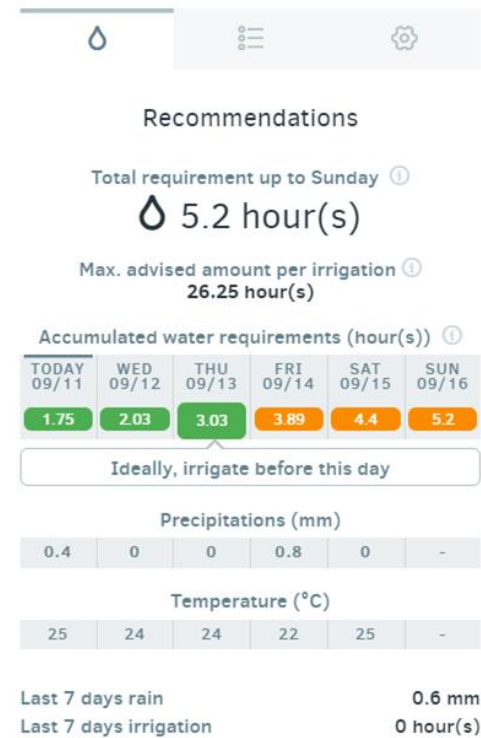 Recommendations
Total requirement up to Sunday
5.2 hour(s)
Max. advised amount per irrigation
26.25 hour(s)
Accumulated water requirements (hour(s))
TODAY WED THU FRI SAT SUN
09/11 09/12 09/13 09/14 09/15 09/16
1.75 2.03 3.03 3.89 4.4 5.2
Ideally, irrigate before this day
Precipitations (mm)
0.4 0 0 0.8 0 -
Temperature (°C)
25 24 24 22 25 -
Last 7 days rain 0.6 mm
Last 7 days irrigation 0 hour(s)